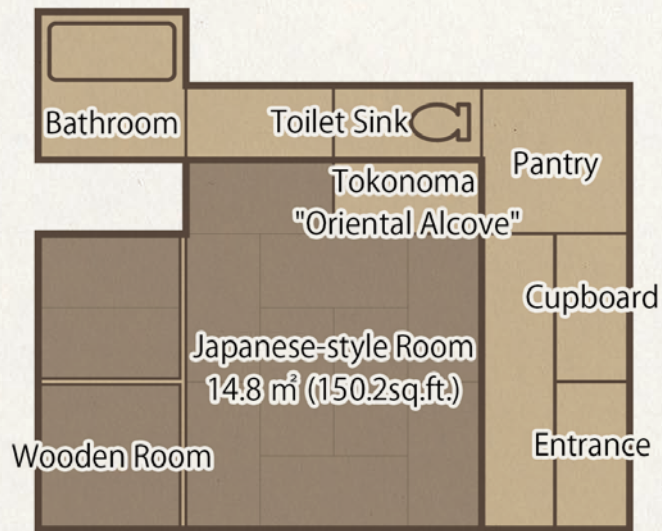 Bathroom
Toilet Sink
Pantry
Tokonoma
"Oriental Alcove"
Cupboard
Japanese-style Room
14.8 ㎡ (150.2sq.ft.)
Wooden Room
Entrance